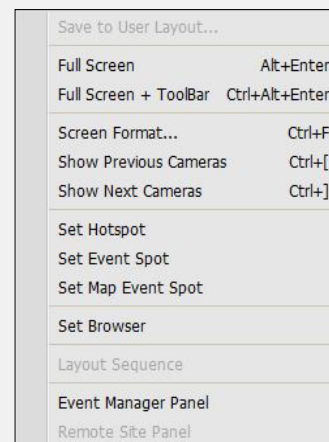 Save to User Layout...
Full Screen Alt+Enter
Full Screen + ToolBar Ctrl+Alt+Enter
Screen Format... Ctrl+F
Show Previous Cameras Ctrl+[
Show Next Cameras Ctrl+]
Set Hotspot
Set Event Spot
Set Map Event Spot
Set Browser
Layout Sequence
Event Manager Panel
Remote Site Panel